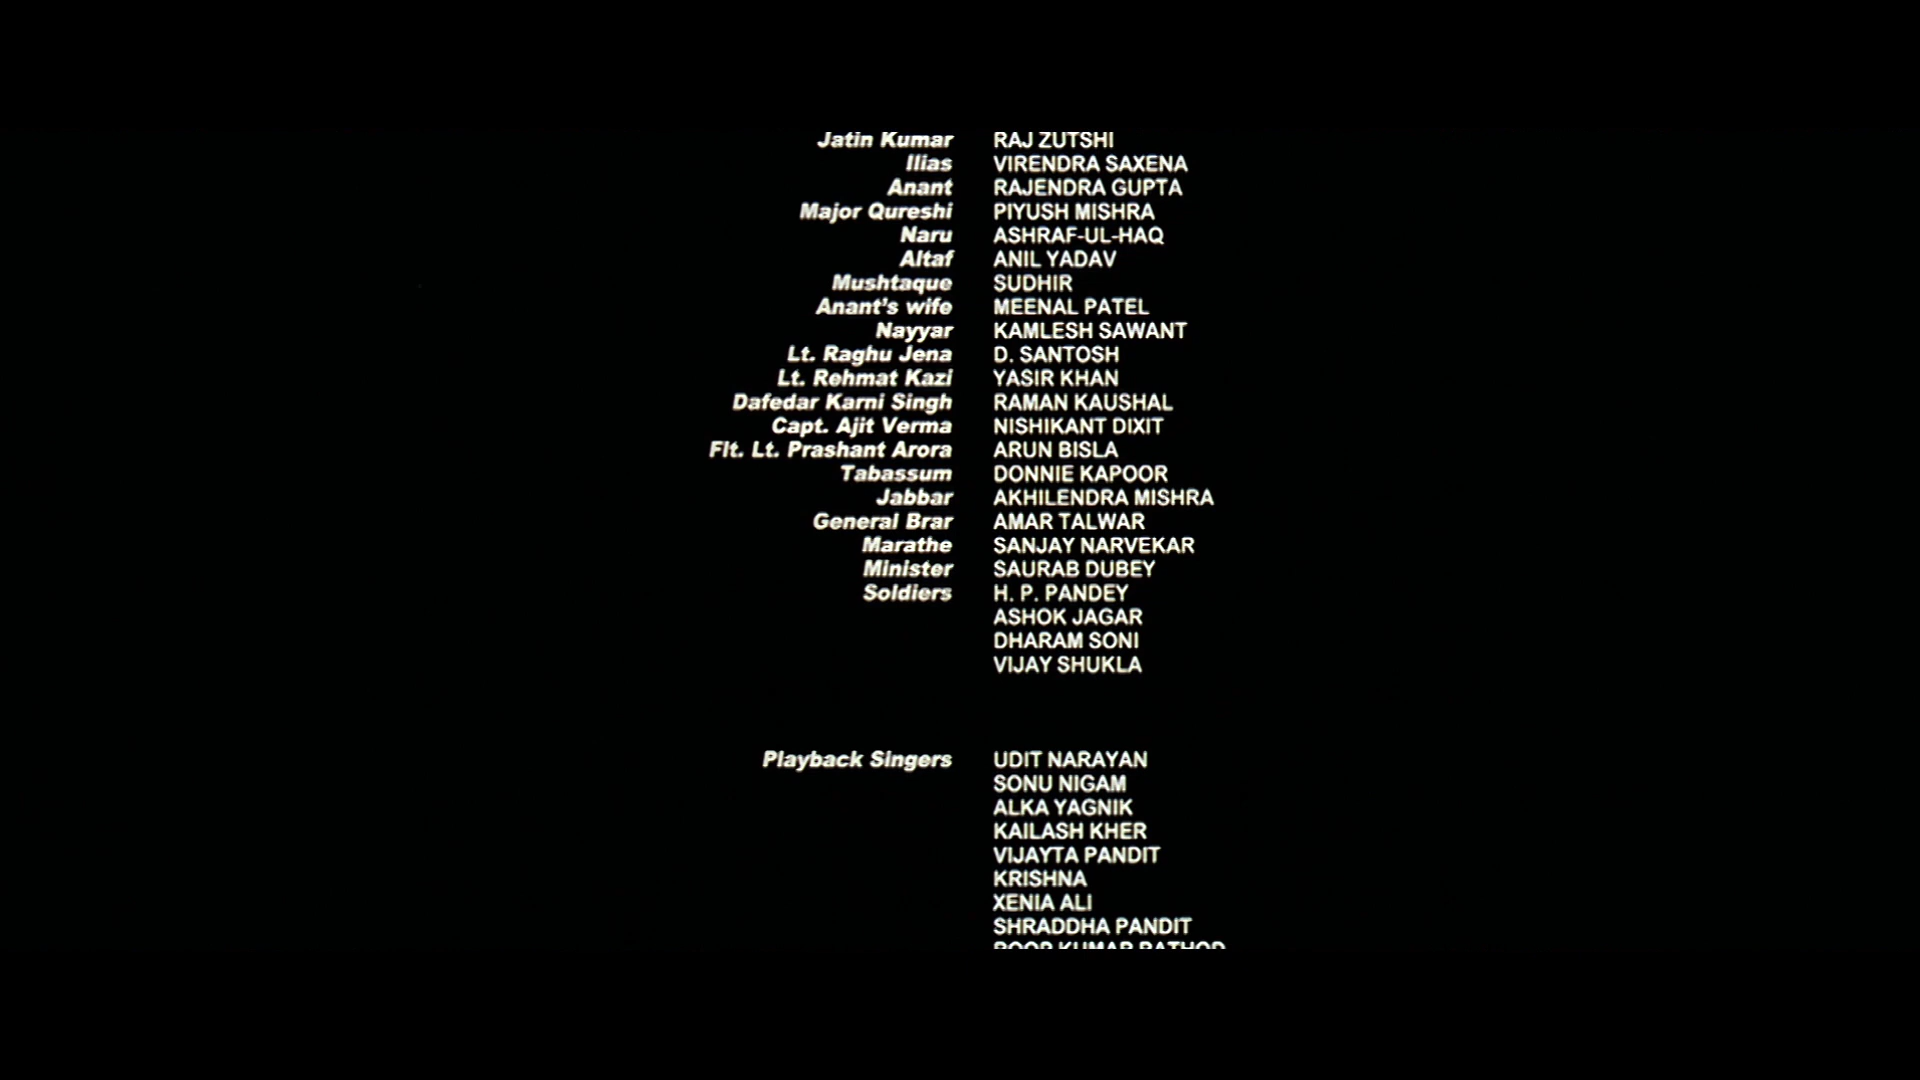 Jatin Kumar RAJ ZUTSHI
Ilias VIRENDRA SAXENA
Anant RAJENDRA GUPTA
Major Qureshi PIYUSH MISHRA
Naru ASHRAF-UL-HAQ
Altaf ANIL YADAV
Mushtaque SUDHIR
Anant's wife MEENAL PATEL
Nayyar KAMLESH SAWANT
Lt. Raghu Jena D. SANTOSH
Lt. Rehmat Kazi YASIR KHAN
Dafedar Karni Singh RAMAN KAUSHAL
Capt. Ajit Verma NISHIKANT DIXIT
Flt. Lt. Prashant Arora ARUN BISLA
Tabassum DONNIE KAPOOR
Jabbar AKHILENDRA MISHRA
General Brar AMAR TALWAR
Marathe SANJAY NARVEKAR
Minister SAURAB DUBEY
Soldiers H. P. PANDEY
ASHOK JAGAR
DHARAM SONI
VIJAY SHUKLA
Playback Singers UDIT NARAYAN
SONU NIGAM
ALKA YAGNIK
KAILASH KHER
VIJAYTA PANDIT
KRISHNA
XENIA ALI
SHRADDHA PANDIT
ROOP KUMAR RATHOD